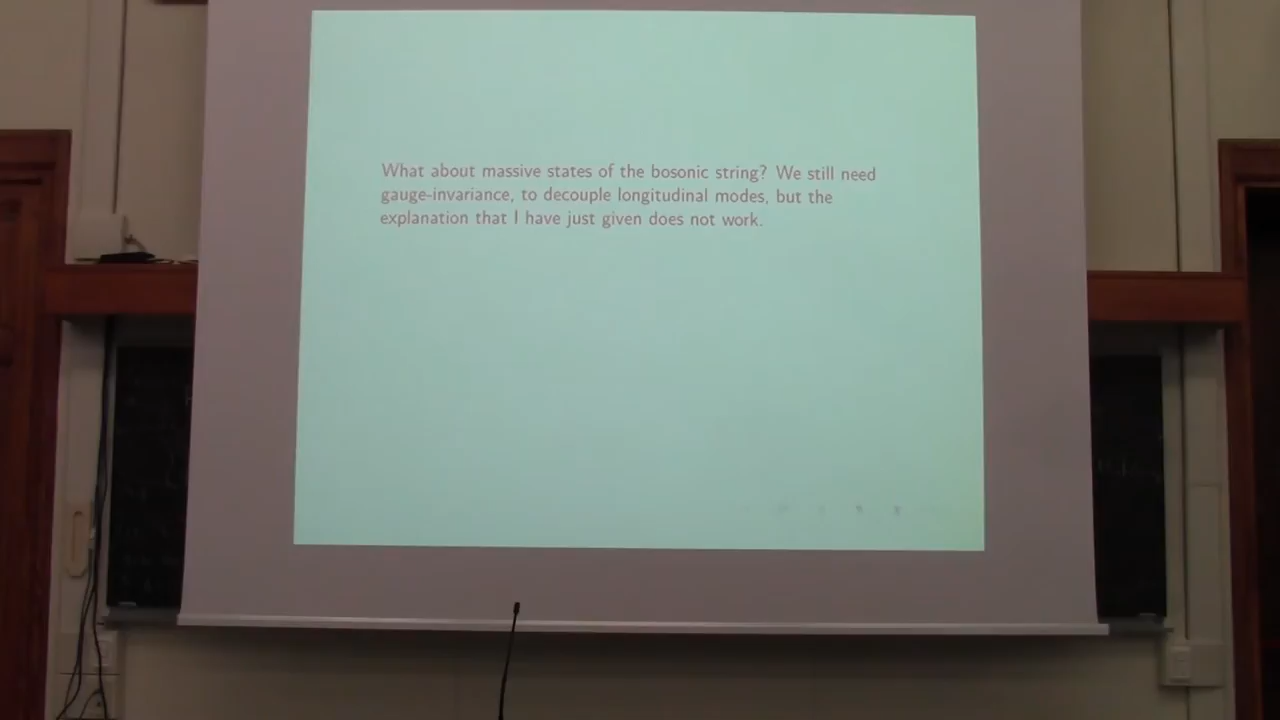 What about massive states of the bosonic string? We still need
gauge-invariance, to decouple longitudinal modes, but the
explanation that I have just given does not work.